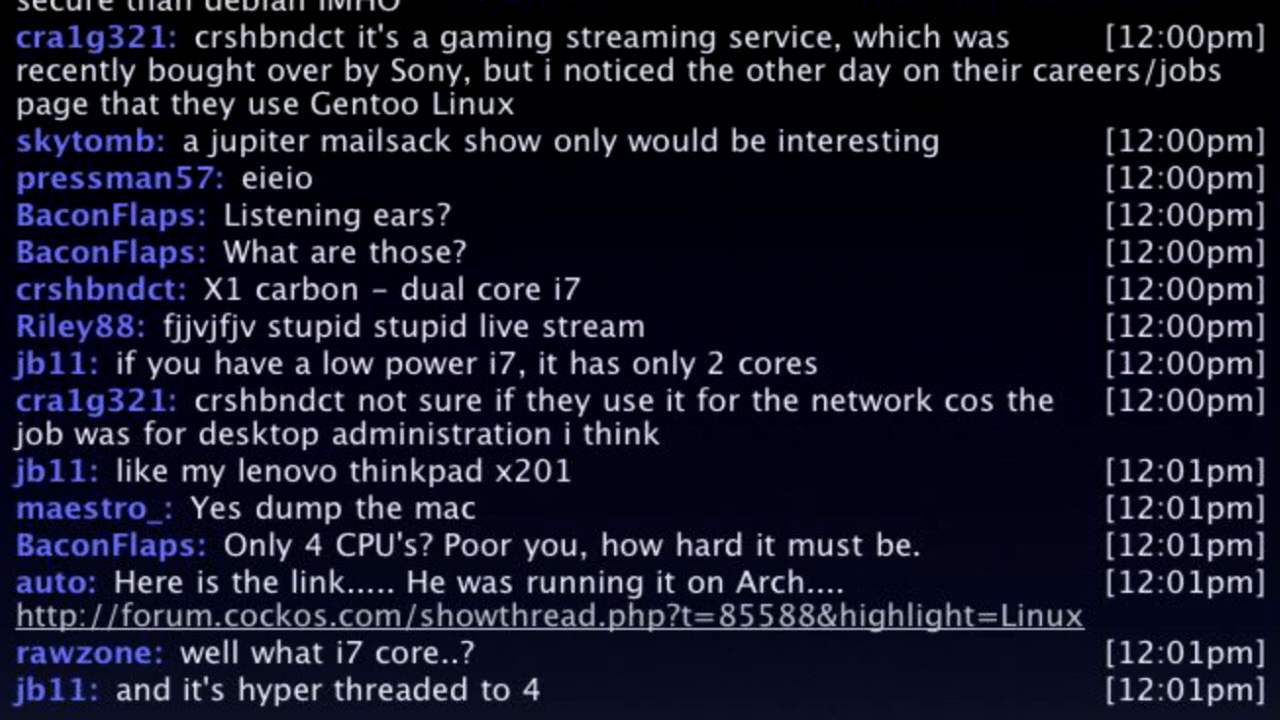 secure than debian IMHO
cra1g321: crshbndct it's a gaming streaming service, which was [12:00pm]
recently bought over by Sony, but i noticed the other day on their careers/jobs
page that they use Gentoo Linux
skytomb: a jupiter mailsack show only would be interesting [12:00pm]
pressman57: eieio [12:00pm]
BaconFlaps: Listening ears? [12:00pm]
BaconFlaps: What are those? [12:00pm]
crshbndct: X1 carbon – dual core i7 [12:00pm]
Riley88: fjjvjfjv stupid stupid live stream [12:00pm]
jb11: if you have a low power i7, it has only 2 cores [12:00pm]
cra1g321: crshbndct not sure if they use it for the network cos the [12:00pm]
job was for desktop administration i think
jb11: like my lenovo thinkpad x201 [12:01pm]
maestro_: Yes dump the mac [12:01pm]
BaconFlaps: Only 4 CPU's? Poor you, how hard it must be. [12:01pm]
auto: Here is the link..... He was running it on Arch.... [12:01pm]
http://forum.cockos.com/showthread.php?t=85588&highlight=Linux
rawzone: well what i7 core..? [12:01pm]
jb11: and it's hyper threaded to 4 [12:01pm]